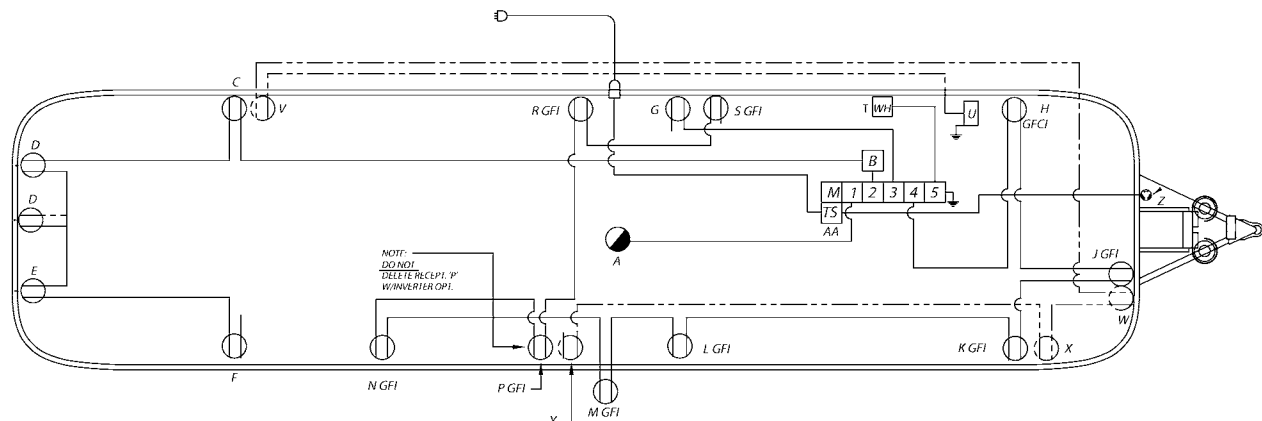 C
V
R GFI
G
S GFI
T
WH
U
H
GFCI
D
B
M 1 2 3 4 5
TS
AA
Z
D
A
NOTE:
DO NOT
DELETE RECEPT. 'P'
W/INVERTER OPT.
E
J GFI
W
F
N GFI
P GFI
Y
M GFI
L GFI
K GFI
X